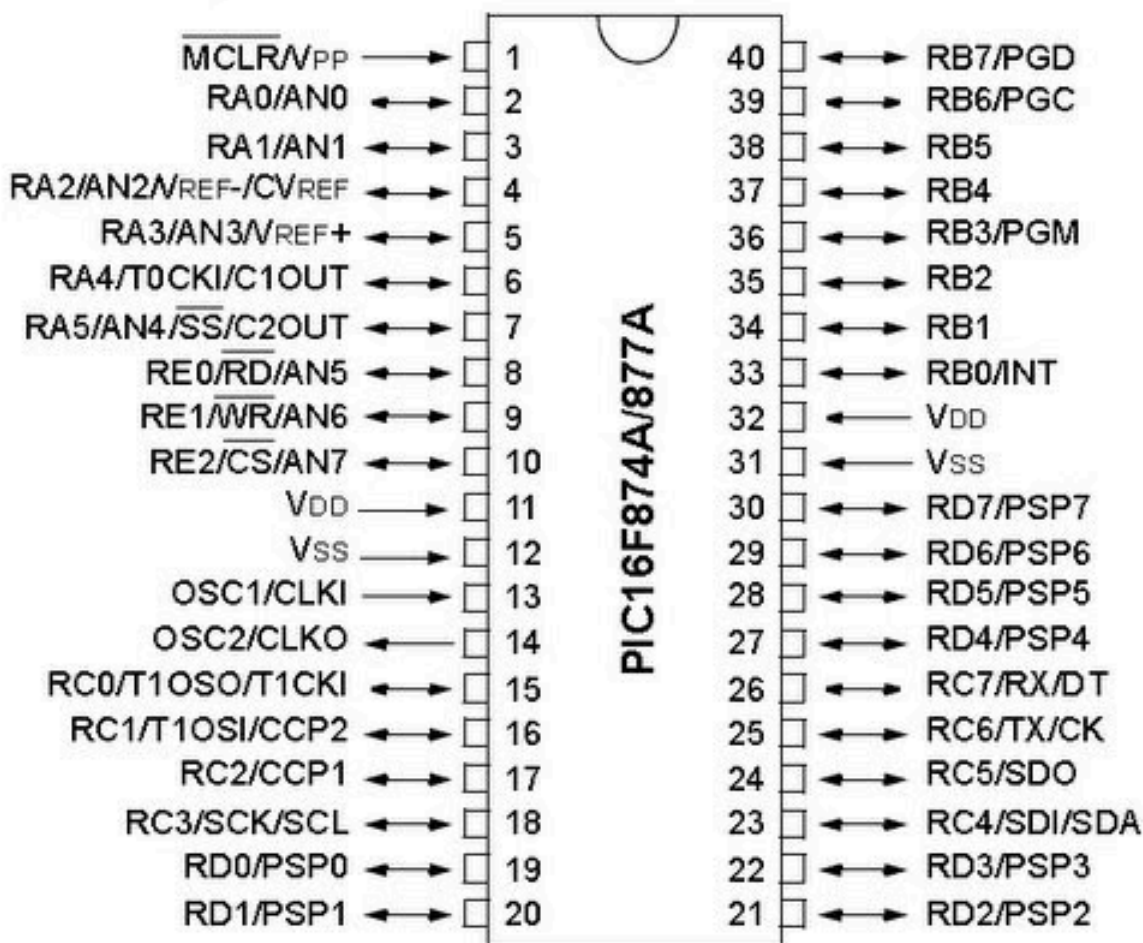 MCLR/VPP 1
RA0/AN0 2
RA1/AN1 3
RA2/AN2/VREF-/CVREF 4
RA3/AN3/VREF+ 5
RA4/T0CKI/C1OUT 6
RA5/AN4/SS/C2OUT 7
RE0/RD/AN5 8
RE1/WR/AN6 9
RE2/CS/AN7 10
VDD 11
VSS 12
OSC1/CLKI 13
OSC2/CLKO 14
RC0/T1OSO/T1CKI 15
RC1/T1OSI/CCP2 16
RC2/CCP1 17
RC3/SCK/SCL 18
RD0/PSP0 19
RD1/PSP1 20
PIC16F874A/877A
40 RB7/PGD
39 RB6/PGC
38 RB5
37 RB4
36 RB3/PGM
35 RB2
34 RB1
33 RB0/INT
32 VDD
31 VSS
30 RD7/PSP7
29 RD6/PSP6
28 RD5/PSP5
27 RD4/PSP4
26 RC7/RX/DT
25 RC6/TX/CK
24 RC5/SDO
23 RC4/SDI/SDA
22 RD3/PSP3
21 RD2/PSP2